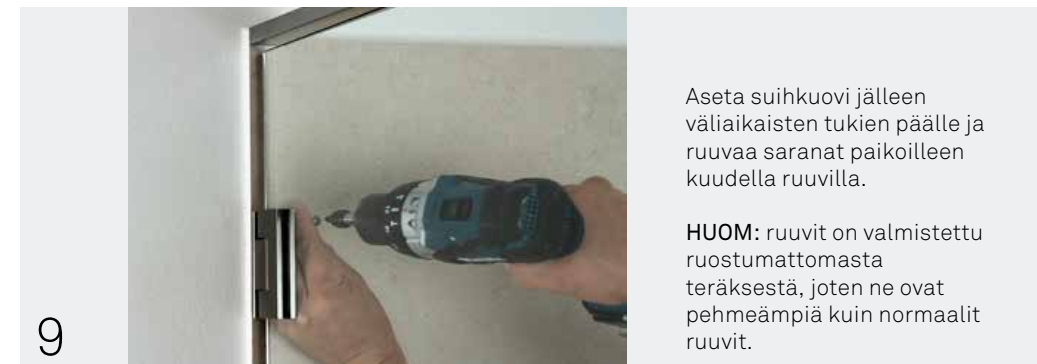 Aseta suihkuovi jälleen
väliaikaisten tukien päälle ja
ruuvaa saranat paikoilleen
kuudella ruuvilla.
HUOM: ruuvit on valmistettu
ruostumattomasta
teräksestä, joten ne ovat
pehmeämpiä kuin normaalit
ruuvit.
9